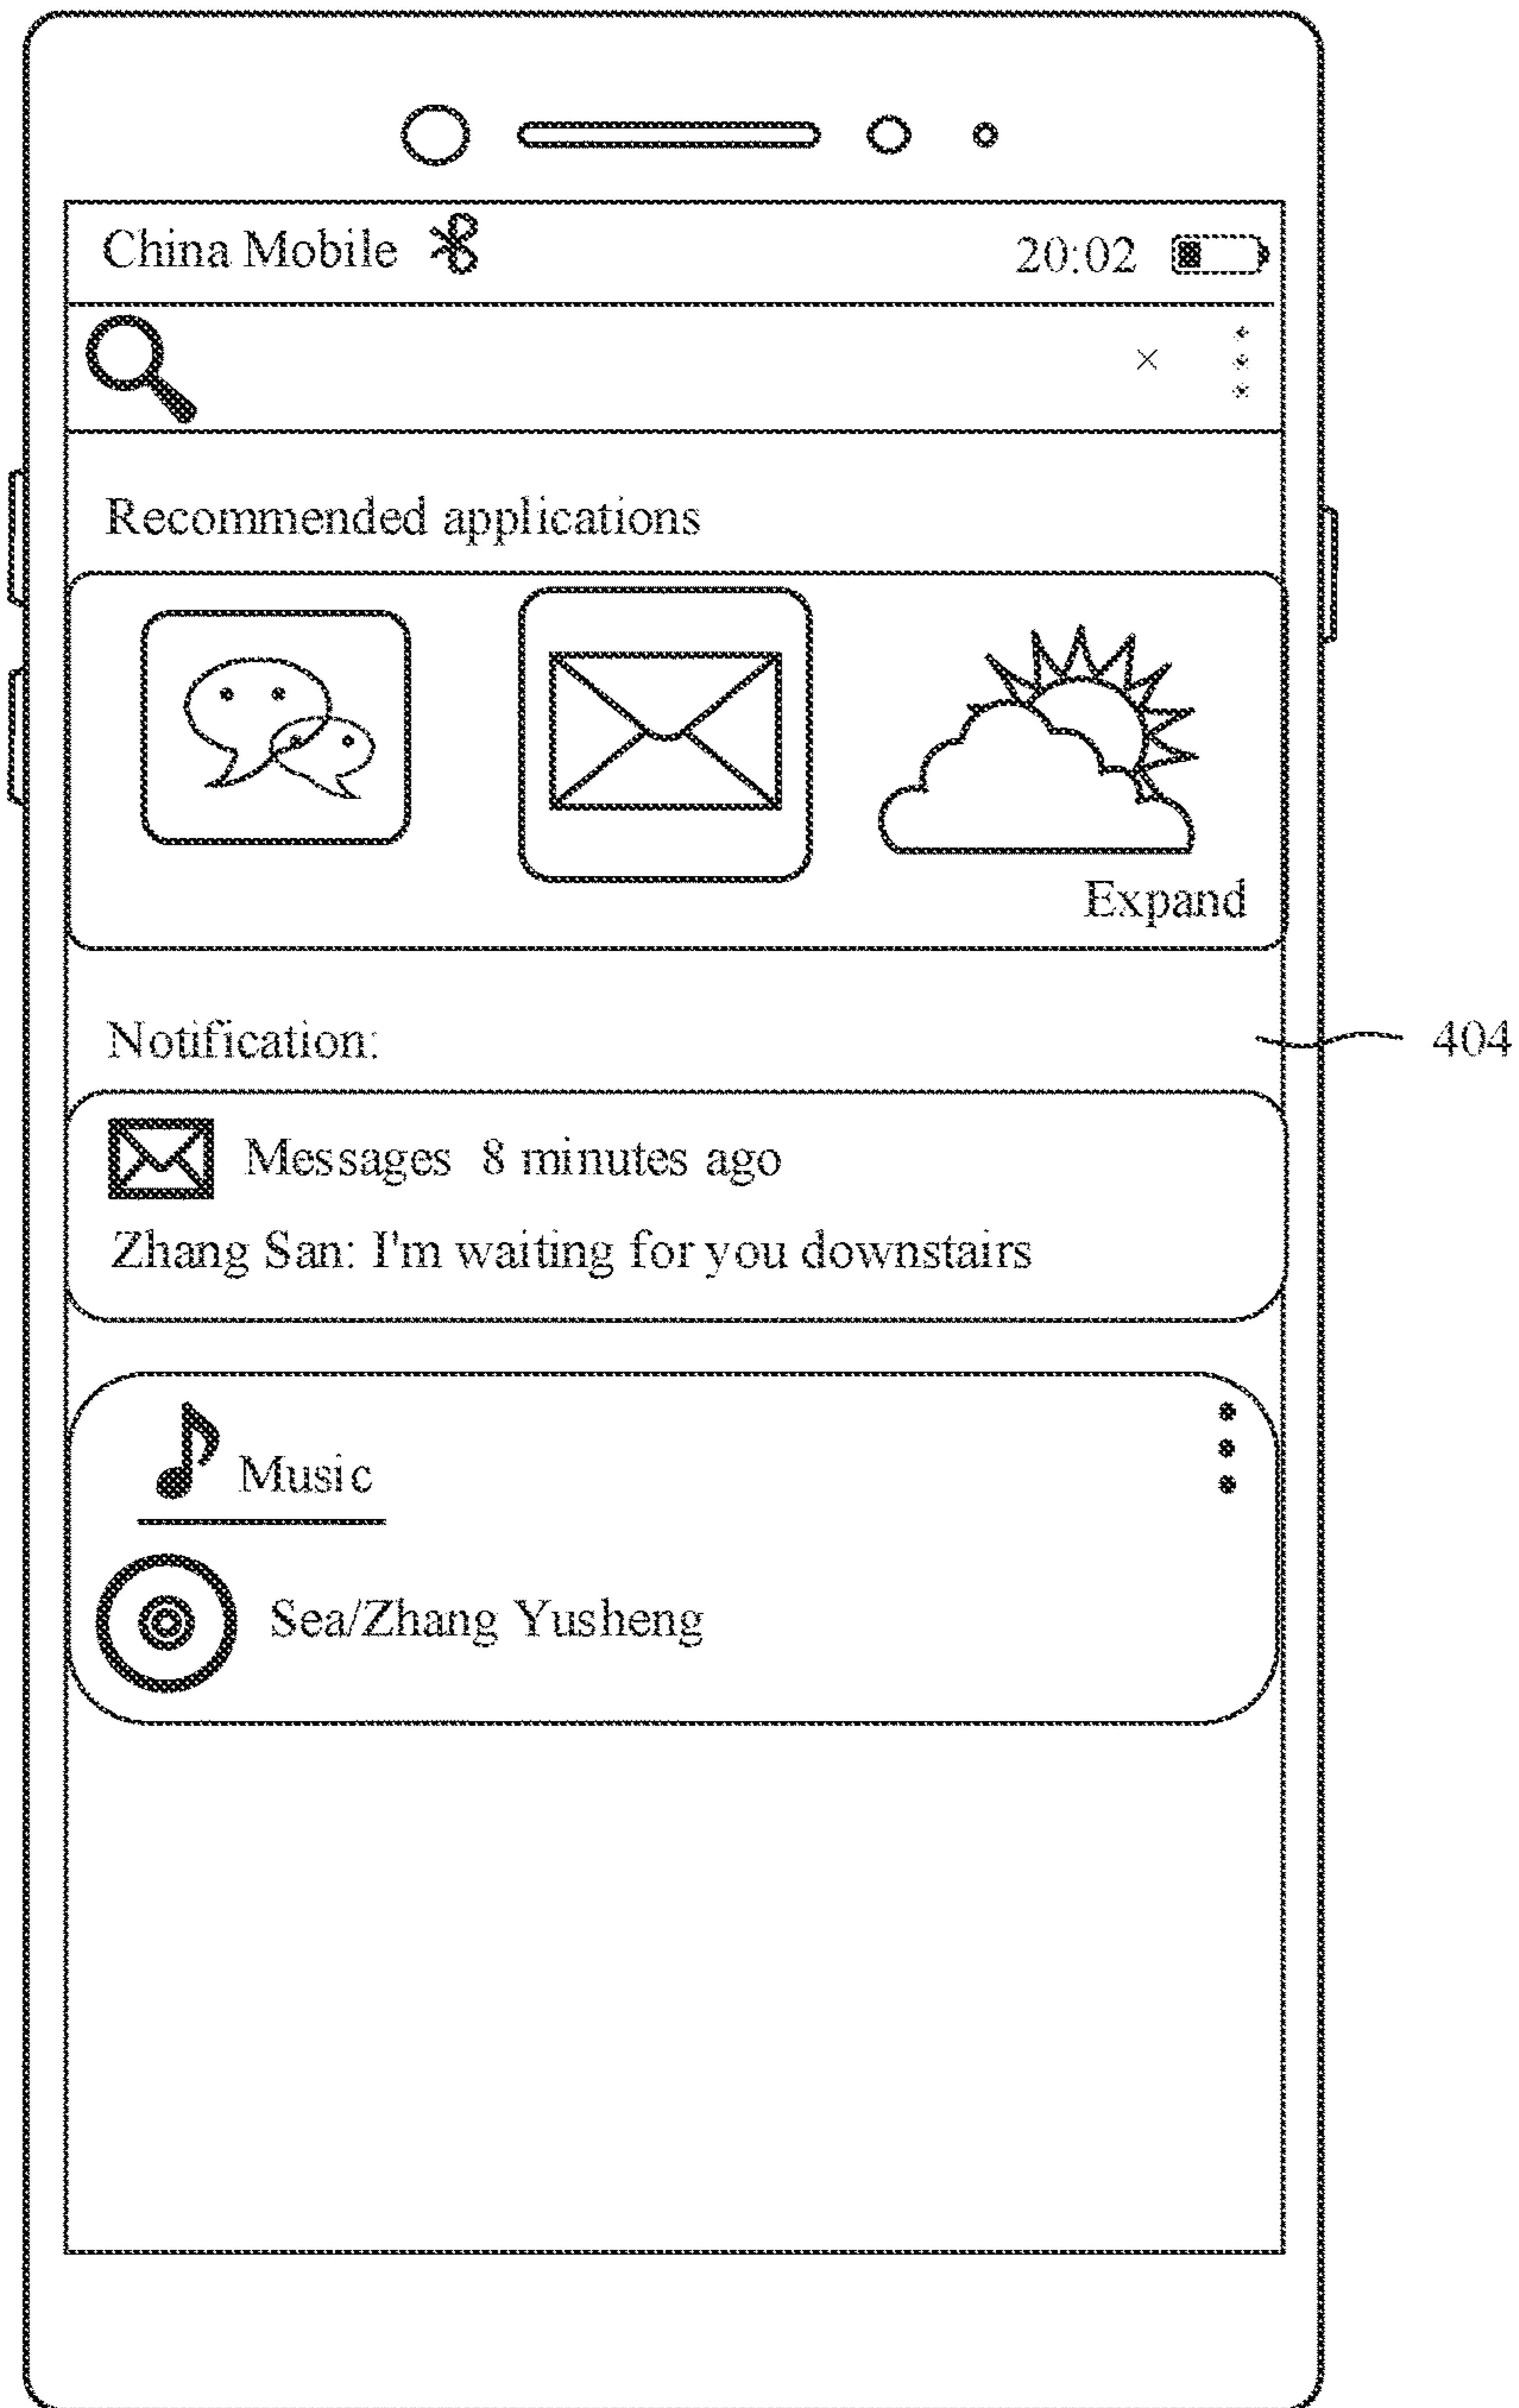 China Mobile 20:02
×
Recommended applications
Expand
Notification:
404
Messages 8 minutes ago
Zhang San: I'm waiting for you downstairs
Music
Sea/Zhang Yusheng